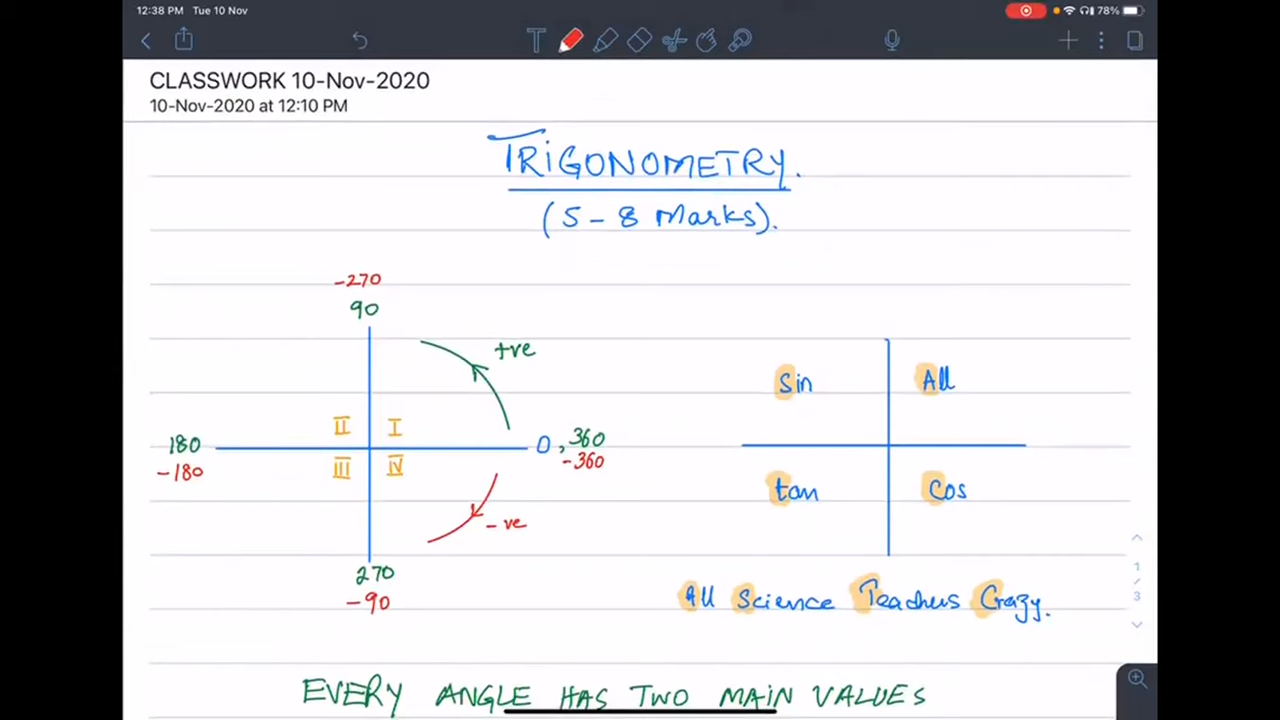 12:38 PM Tue 10 Nov
78%
CLASSWORK 10-Nov-2020
10-Nov-2020 at 12:10 PM
TRIGONOMETRY.
(5-8 Marks).
-270
90
+ve
II I
180 0, 360
-180 -360
III IV
-ve
270
-90
Sin All
tan Cos
All Science Teachers Crazy.
1
/
3
EVERY ANGLE HAS TWO MAIN VALUES